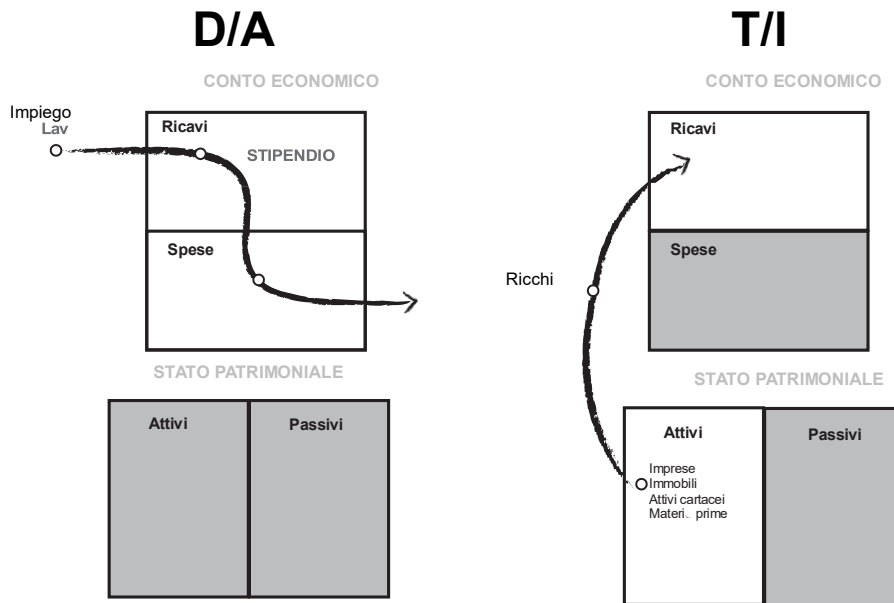 D/A
CONTO ECONOMICO
Impiego
Lav
Ricavi
STIPENDIO
Spese
STATO PATRIMONIALE
Attivi
Passivi
T/I
CONTO ECONOMICO
Ricavi
Spese
Ricchi
STATO PATRIMONIALE
Attivi
Passivi
Imprese
Immobili
Attivi cartacei
prime